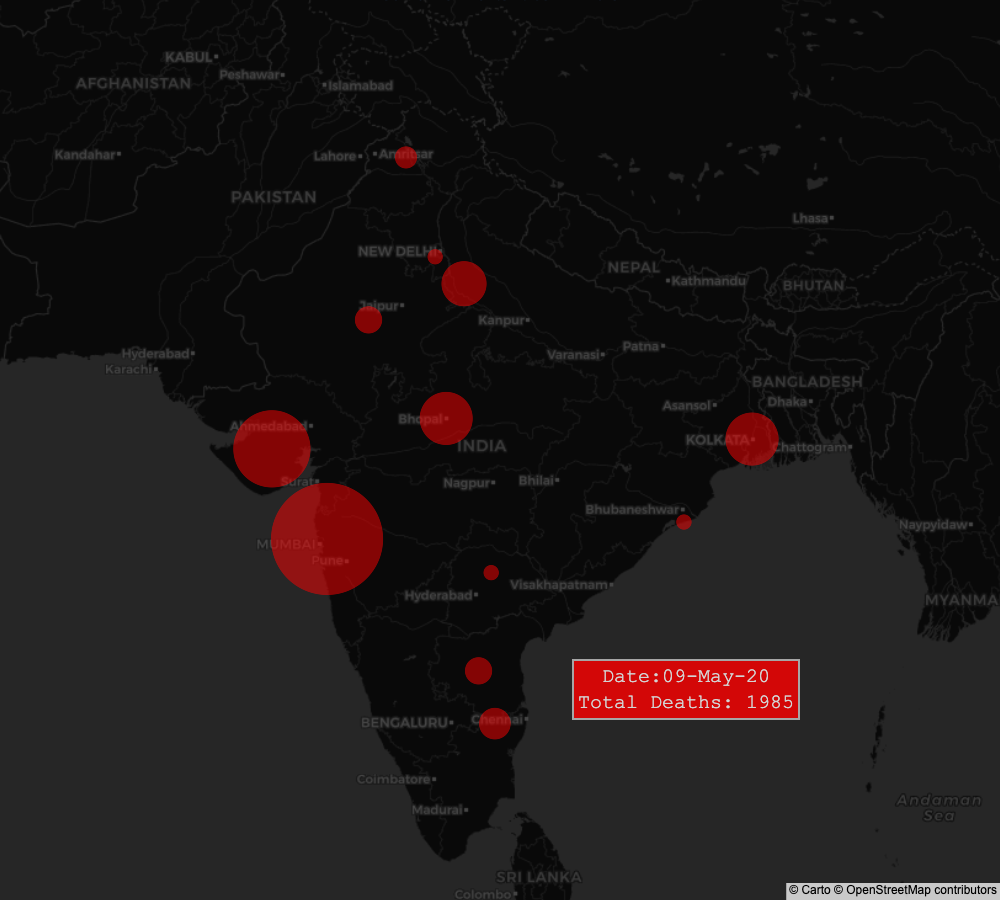 KABUL
Peshawar
AFGHANISTAN
Islamabad
Kandahar
Lahore
Amritsar
PAKISTAN
Lhasa
NEW DELHI
NEPAL
Kathmandu
BHUTAN
Jaipur
Kanpur
Hyderabad
Karachi
Varanasi
Patna
BANGLADESH
Dhaka
Asansol
Ahmedabad
Bhopal
INDIA
KOLKATA
Chattogram
Surat
Nagpur
Bhilai
Bhubaneshwar
Naypyidaw
MUMBAI
Pune
Visakhapatnam
Hyderabad
MYANMA
Date:09-May-20
Total Deaths: 1985
BENGALURU
Chennai
Coimbatore
Madurai
Andaman
Sea
SRI LANKA
Colombo
© Carto © OpenStreetMap contributors